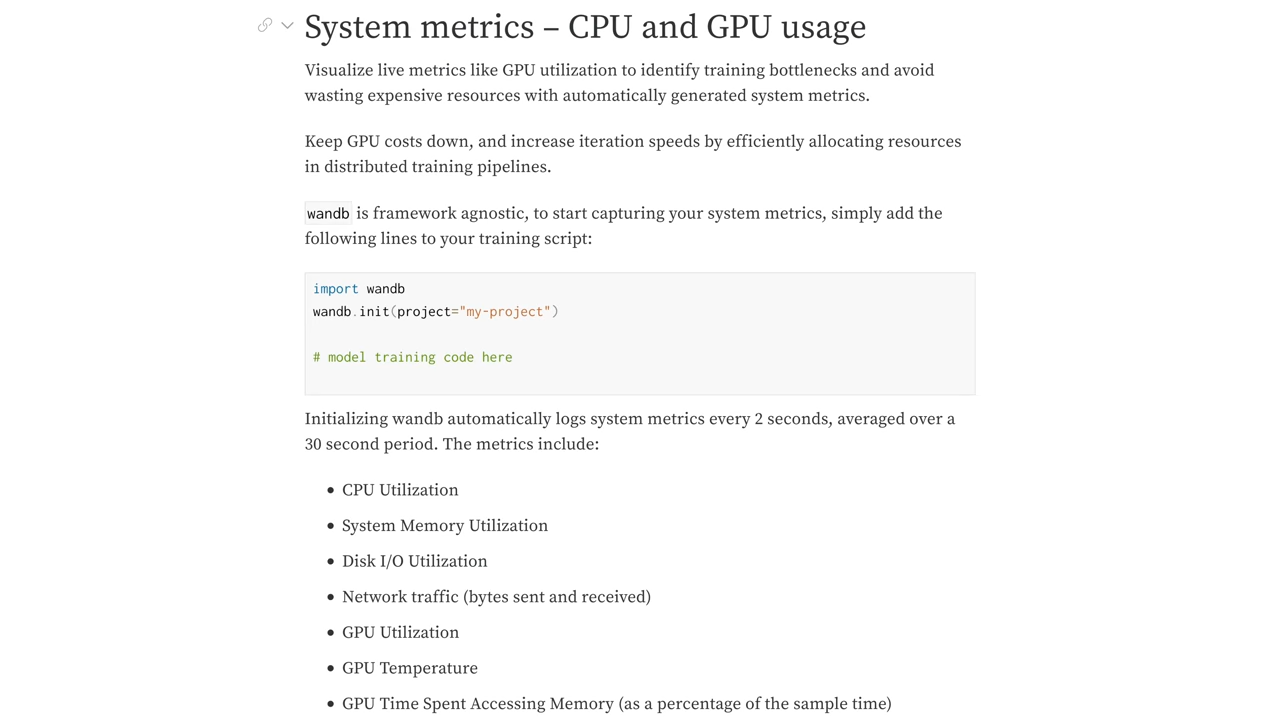 System metrics – CPU and GPU usage
Visualize live metrics like GPU utilization to identify training bottlenecks and avoid
wasting expensive resources with automatically generated system metrics.
Keep GPU costs down, and increase iteration speeds by efficiently allocating resources
in distributed training pipelines.
wandb is framework agnostic, to start capturing your system metrics, simply add the
following lines to your training script:
import wandb
wandb.init(project="my-project")
# model training code here
Initializing wandb automatically logs system metrics every 2 seconds, averaged over a
30 second period. The metrics include:
• CPU Utilization
• System Memory Utilization
• Disk I/O Utilization
• Network traffic (bytes sent and received)
• GPU Utilization
• GPU Temperature
• GPU Time Spent Accessing Memory (as a percentage of the sample time)